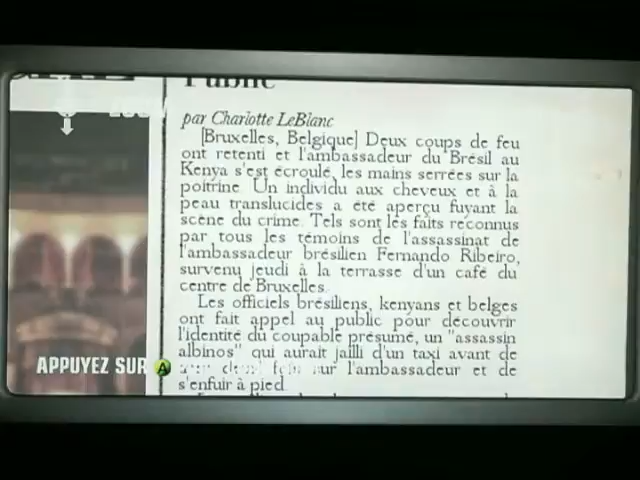 Public
par Charlotte LeBlanc
[Bruxelles, Belgique] Deux coups de feu
ont retenti et l'ambassadeur du Brésil au
Kenya s'est écroulé, les mains serrées sur la
poitrine. Un individu aux cheveux et à la
peau translucides a été aperçu fuyant la
scène du crime. Tels sont les faits reconnus
par tous les témoins de l'assassinat de
l'ambassadeur brésilien Fernando Ribeiro,
survenu jeudi à la terrasse d'un café du
centre de Bruxelles.
Les officiels brésiliens, kenyans et belges
ont fait appel au public pour découvrir
l'identité du coupable présumé, un "assassin
albinos" qui aurait jailli d'un taxi avant de
sur l'ambassadeur et de
s'enfuir à pied.
APPUYEZ SUR A